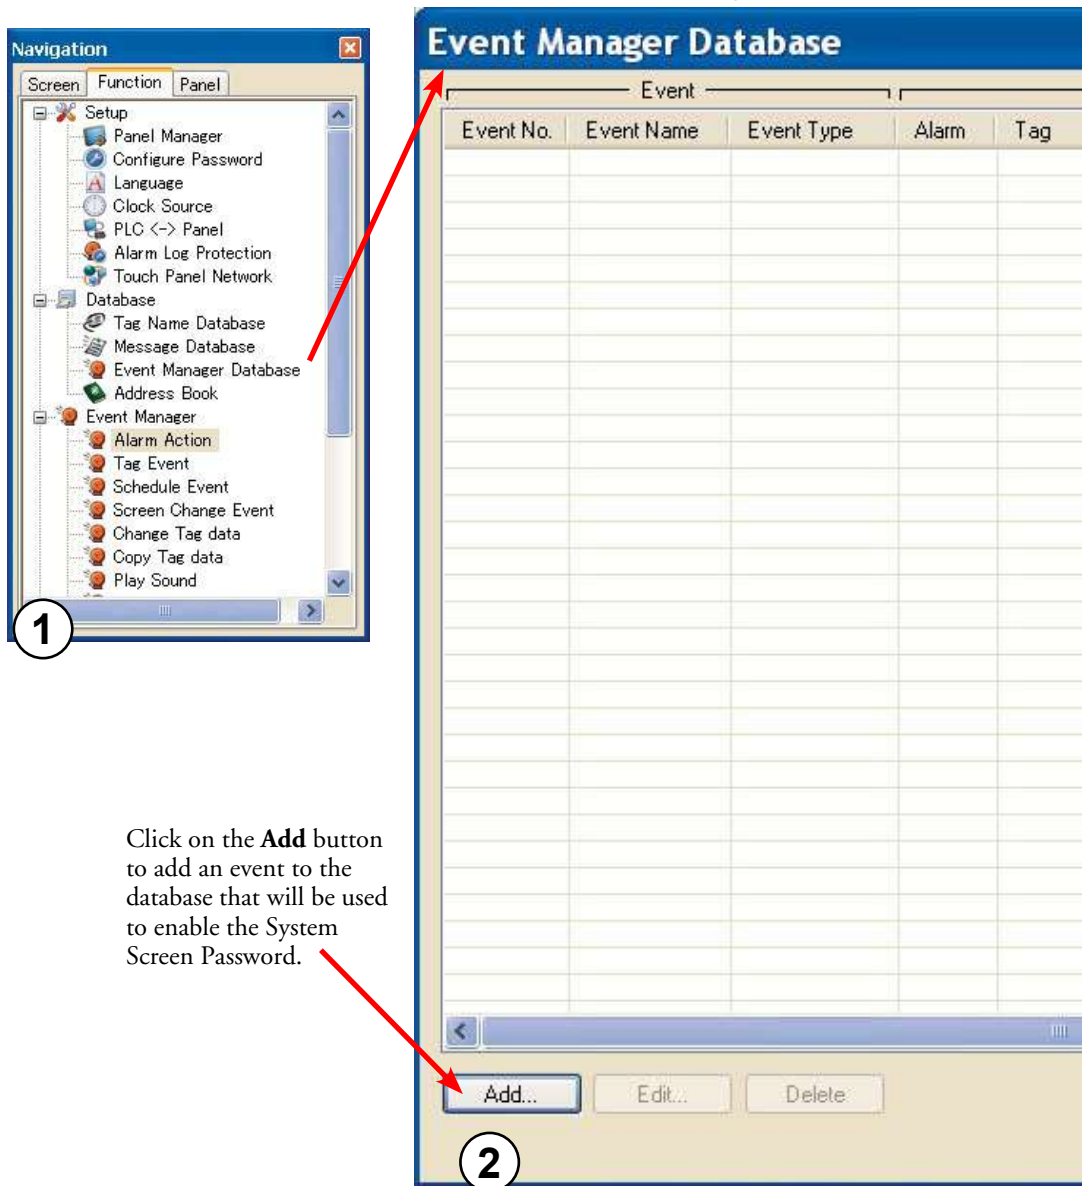 Navigation
Screen Function Panel
Setup
Panel Manager
Configure Password
Language
Clock Source
PLC <-> Panel
Alarm Log Protection
Touch Panel Network
Database
Tag Name Database
Message Database
Event Manager Database
Address Book
Event Manager
Alarm Action
Tag Event
Schedule Event
Screen Change Event
Change Tag data
Copy Tag data
Play Sound
1
Event Manager Database
Event
Event No. Event Name Event Type Alarm Tag
Click on the Add button
to add an event to the
database that will be used
to enable the System
Screen Password.
Add... Edit... Delete
2